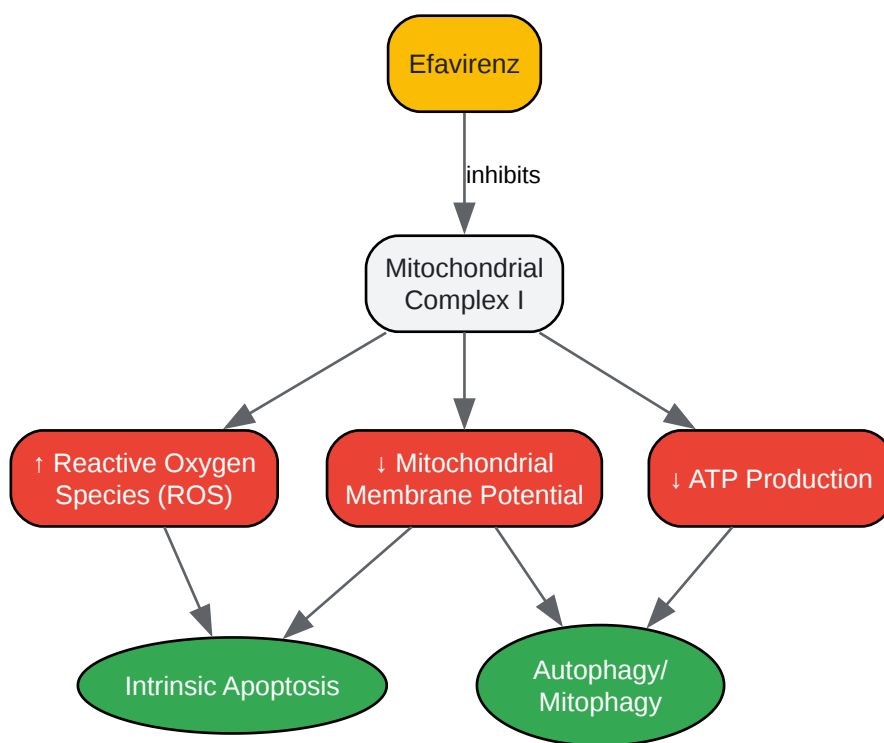 Efavirenz
inhibits
Mitochondrial
Complex I
↑ Reactive Oxygen
Species (ROS)
↓ Mitochondrial
Membrane Potential
↓ ATP Production
Intrinsic Apoptosis
Autophagy/
Mitophagy